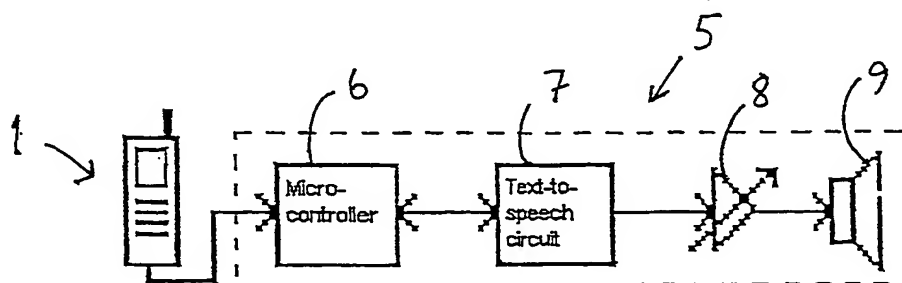 5
6
7
8
9
1
Micro-
controller
Text-to-
speech
circuit